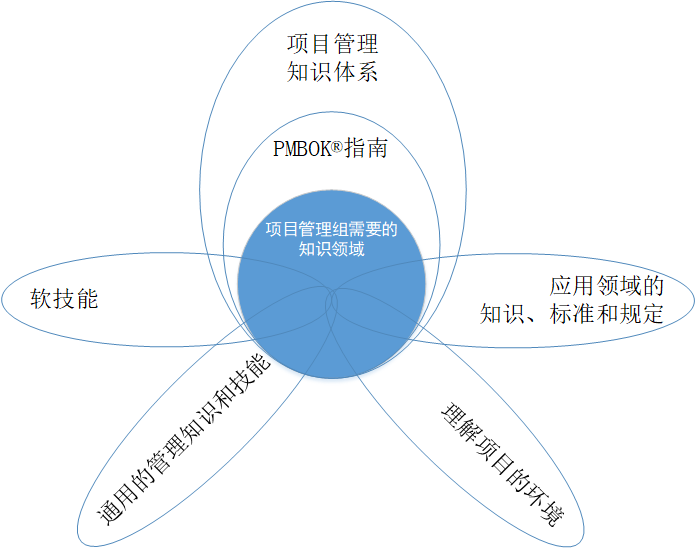 项目管理
知识体系
PMBOK®指南
项目管理组需要的
知识领域
软技能
应用领域的
知识、标准和规定
通用的管理知识和技能
理解项目的环境